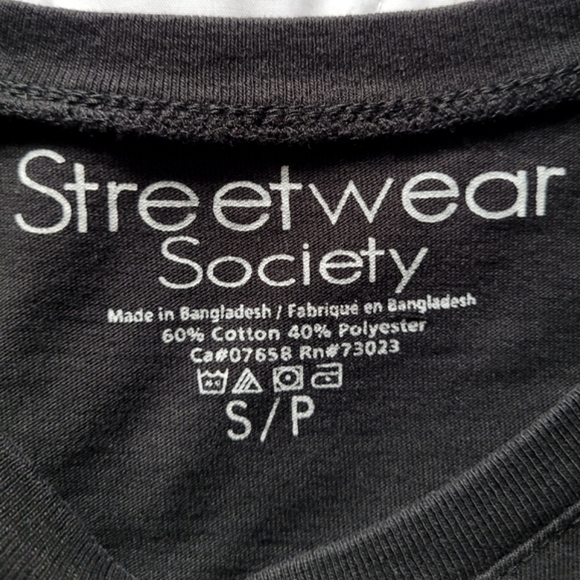 Streetwear
Society
Made in Bangladesh / Fabriqué en Bangladesh
60% Cotton 40% Polyester
Ca#07658 Rn#73023
S/P